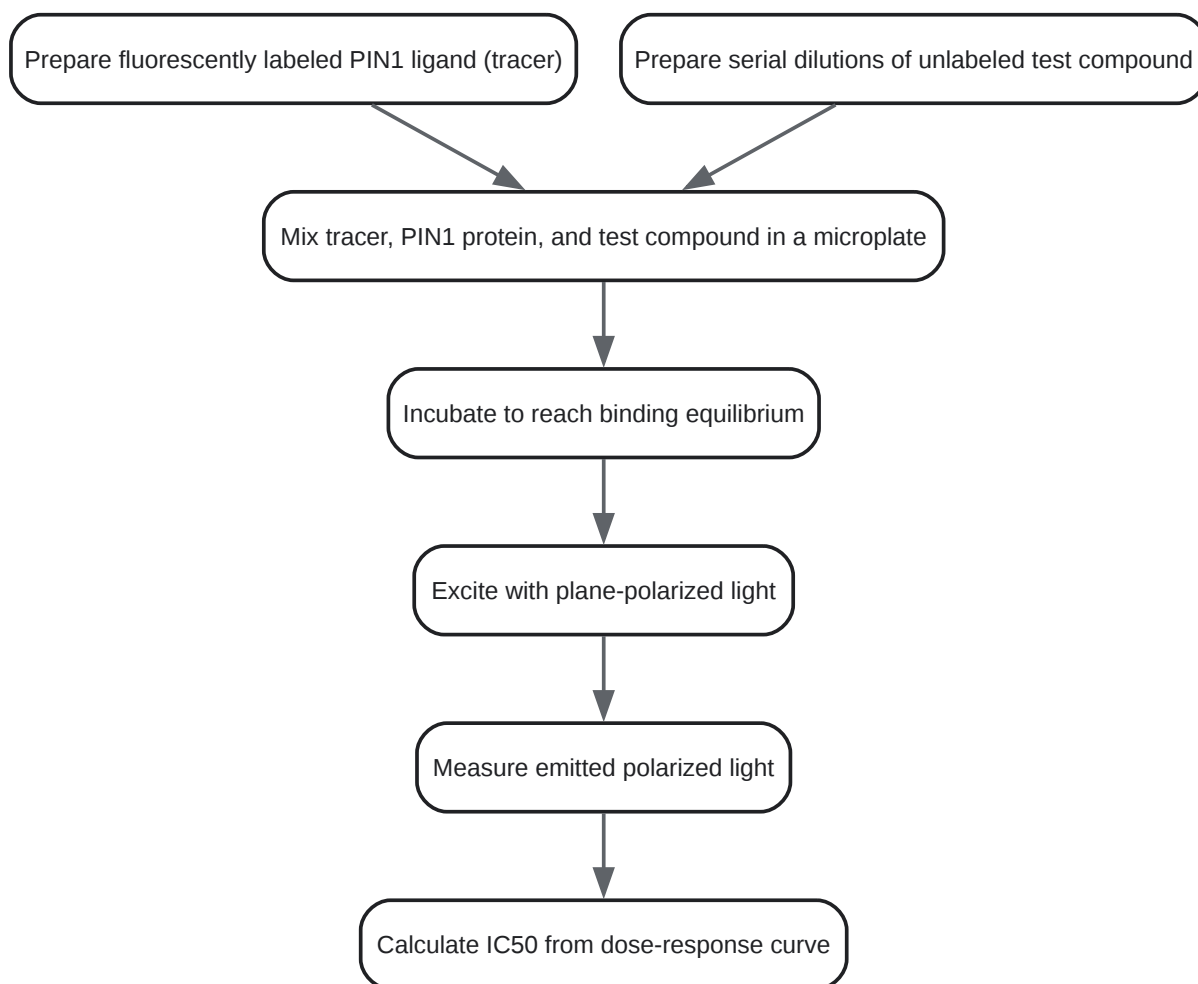 Prepare fluorescently labeled PIN1 ligand (tracer)
Prepare serial dilutions of unlabeled test compound
Mix tracer, PIN1 protein, and test compound in a microplate
Incubate to reach binding equilibrium
Excite with plane-polarized light
Measure emitted polarized light
Calculate IC50 from dose-response curve